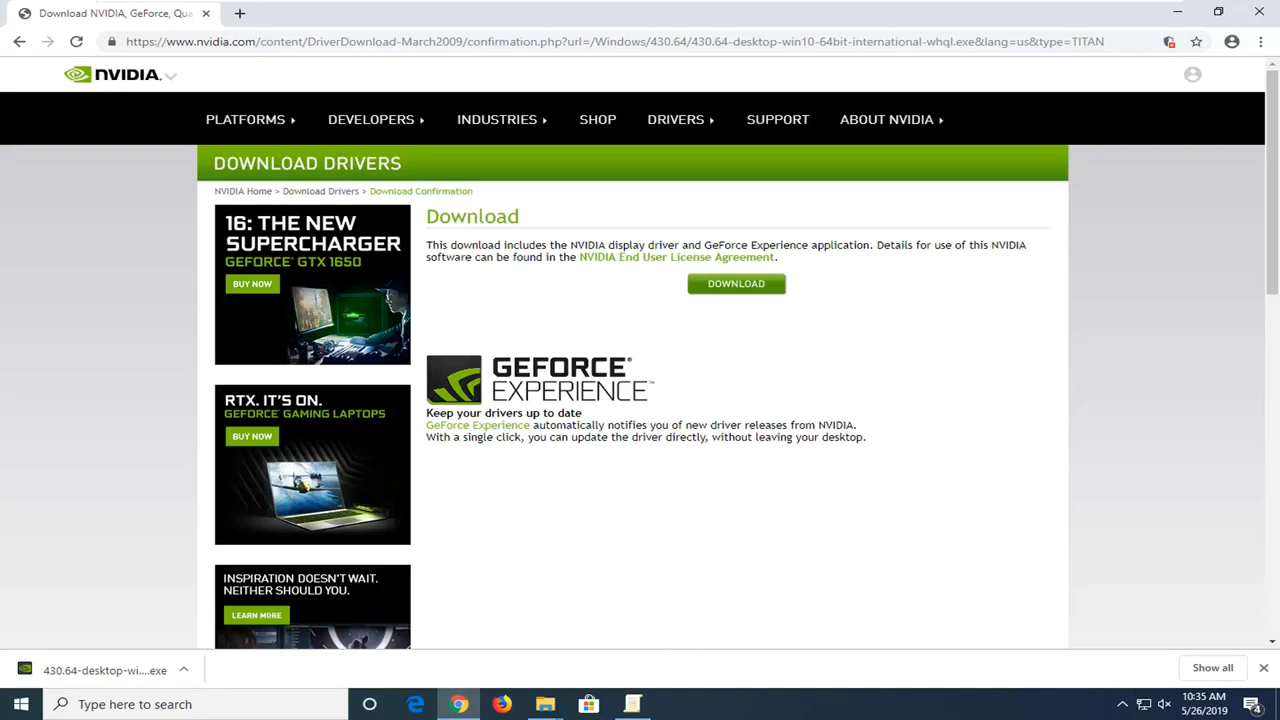 Download NVIDIA, GeForce, Qua
https://www.nvidia.com/content/DriverDownload-March2009/confirmation.php?url=/Windows/430.64/430.64-desktop-win10-64bit-international-whql.exe&lang=us&type=TITAN
NVIDIA.
PLATFORMS DEVELOPERS INDUSTRIES SHOP DRIVERS SUPPORT ABOUT NVIDIA
DOWNLOAD DRIVERS
NVIDIA Home > Download Drivers > Download Confirmation
16: THE NEW
SUPERCHARGER
GEFORCE® GTX 1650
BUY NOW
RTX. IT'S ON.
GEFORCE® GAMING LAPTOPS
BUY NOW
INSPIRATION DOESN'T WAIT.
NEITHER SHOULD YOU.
LEARN MORE
Download
This download includes the NVIDIA display driver and GeForce Experience application. Details for use of this NVIDIA
software can be found in the NVIDIA End User License Agreement.
DOWNLOAD
GEFORCE®
EXPERIENCE™
Keep your drivers up to date
GeForce Experience automatically notifies you of new driver releases from NVIDIA.
With a single click, you can update the driver directly, without leaving your desktop.
430.64-desktop-wi....exe
Show all
Type here to search
10:35 AM
5/26/2019
4